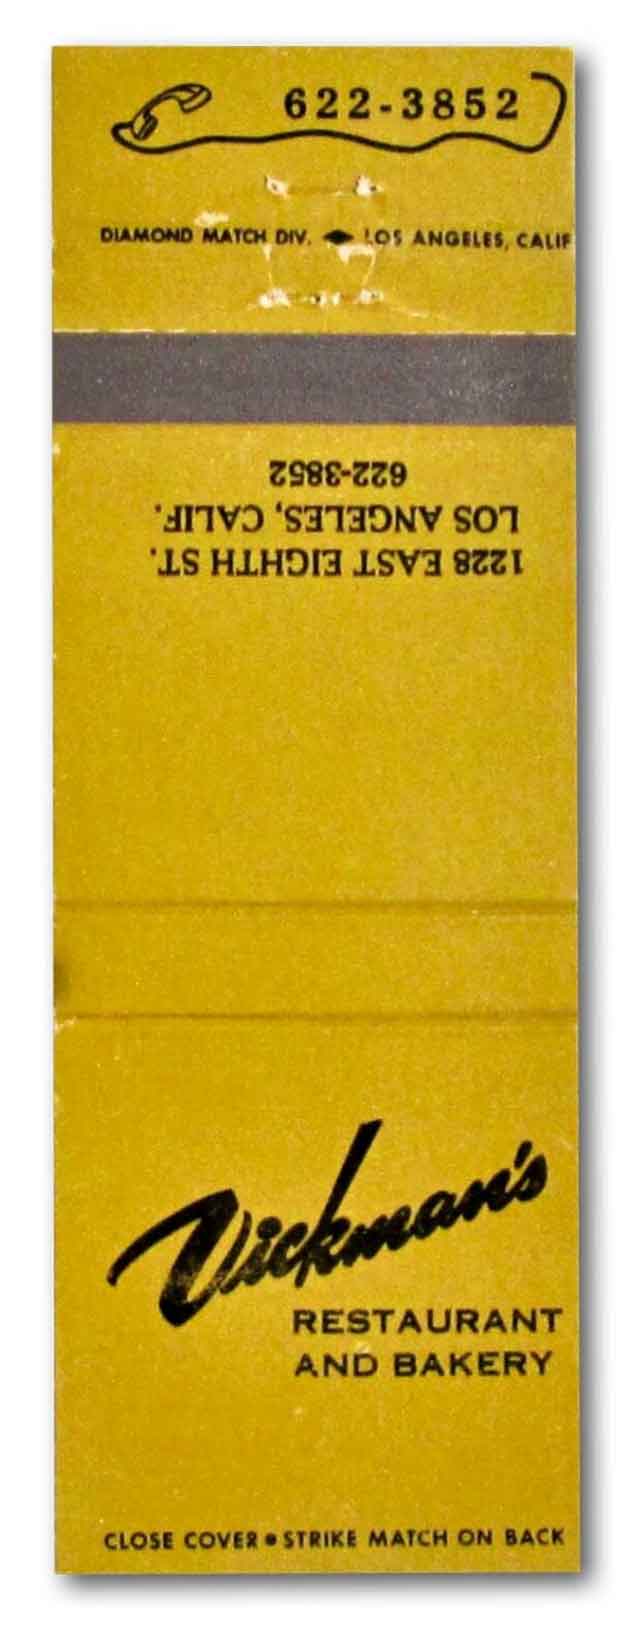 622-3852
DIAMOND MATCH DIV. LOS ANGELES, CALIF
1228 EAST EIGHTH ST.
LOS ANGELES, CALIF.
622-3852
Vickman's
RESTAURANT
AND BAKERY
CLOSE COVER • STRIKE MATCH ON BACK